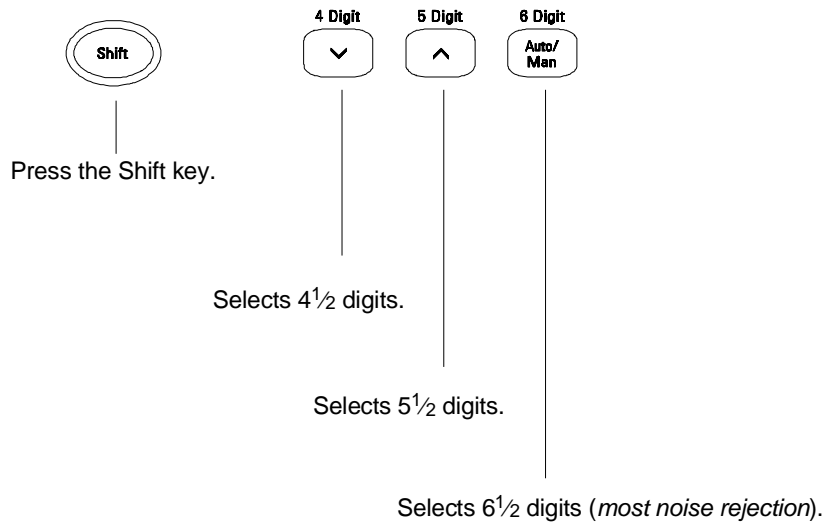 4 Digit 5 Digit 6 Digit
Shift
Auto/
Man
Press the Shift key.
Selects 4½ digits.
Selects 5½ digits.
Selects 6½ digits (most noise rejection).